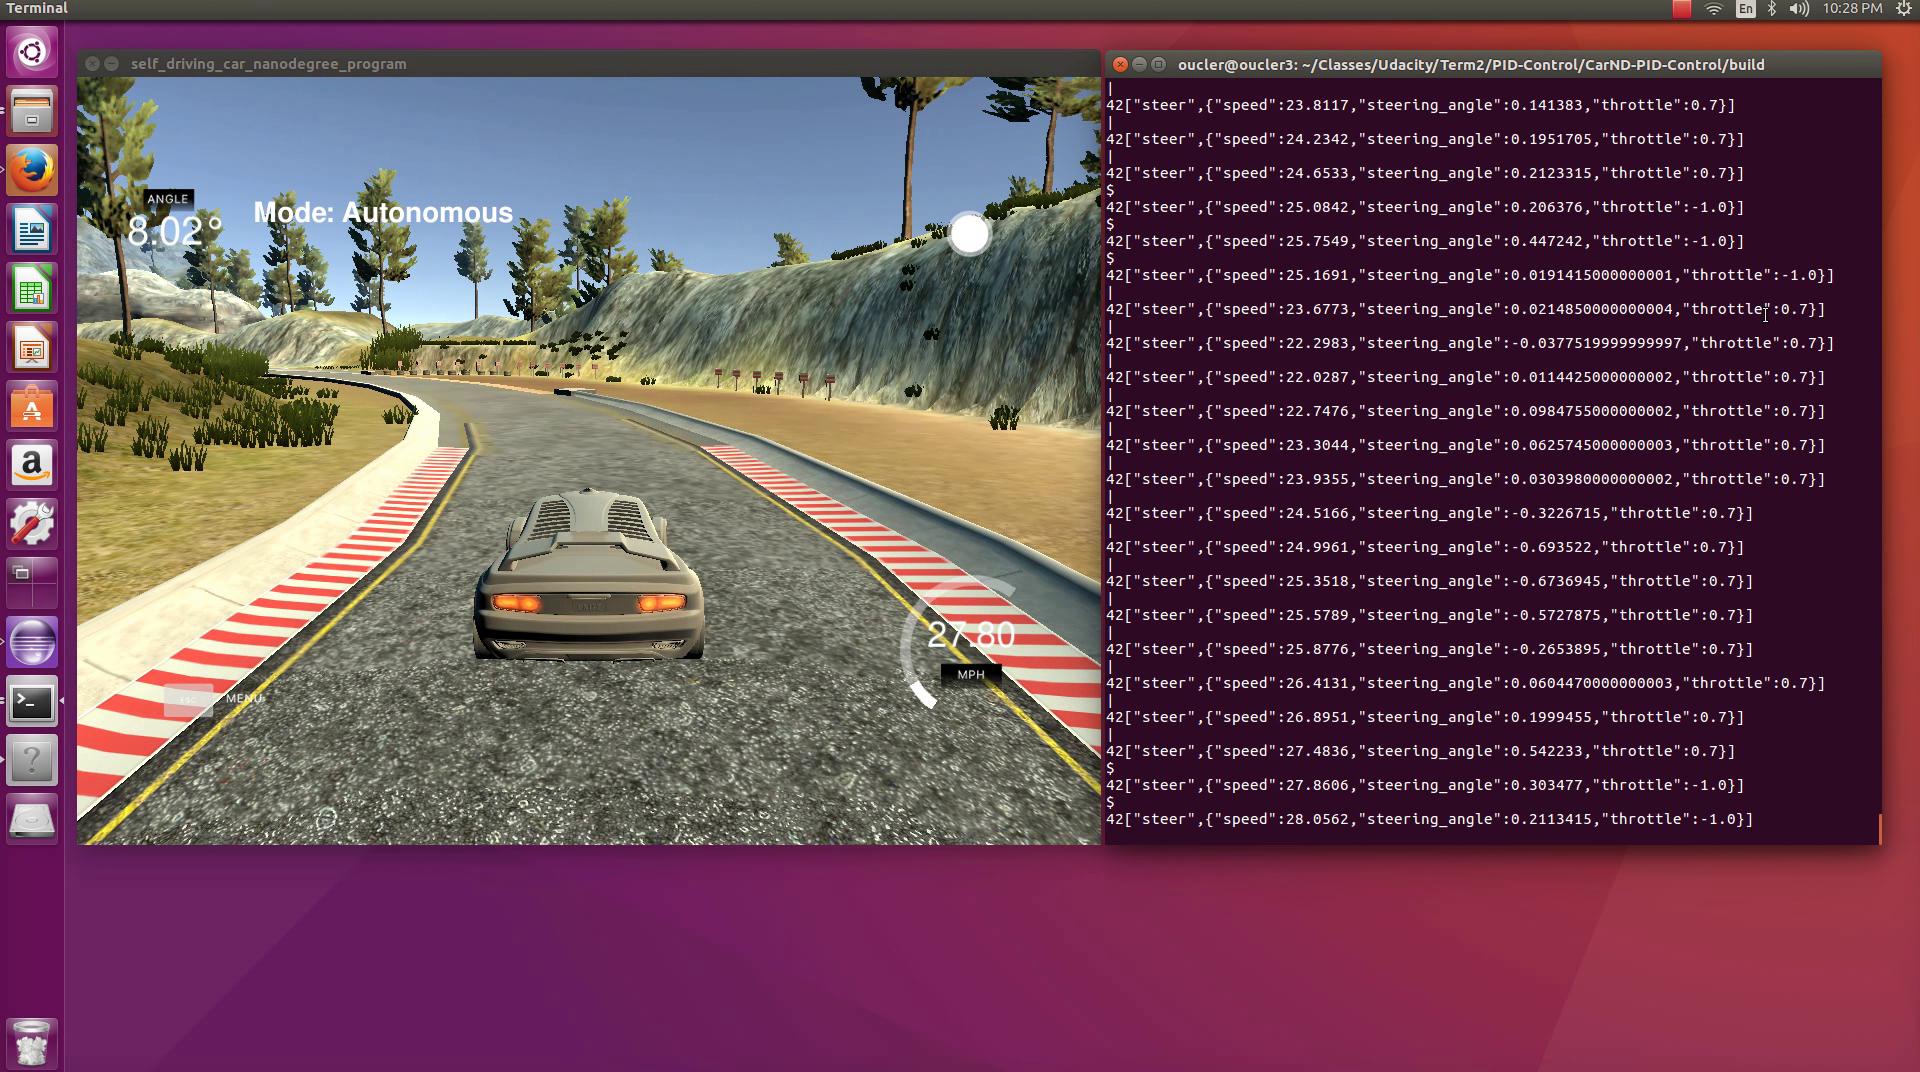 Terminal
En
10:28 PM
self_driving_car_nanodegree_program
ANGLE
8.02°
Mode: Autonomous
27.80
MPH
ESC
MENU
oucler@oucler3: ~/Classes/Udacity/Term2/PID-Control/CarND-PID-Control/build
|
42["steer",{"speed":23.8117,"steering_angle":0.141383,"throttle":0.7}]
|
42["steer",{"speed":24.2342,"steering_angle":0.1951705,"throttle":0.7}]
|
42["steer",{"speed":24.6533,"steering_angle":0.2123315,"throttle":0.7}]
$
42["steer",{"speed":25.0842,"steering_angle":0.206376,"throttle":-1.0}]
$
42["steer",{"speed":25.7549,"steering_angle":0.447242,"throttle":-1.0}]
$
42["steer",{"speed":25.1691,"steering_angle":0.0191415000000001,"throttle":-1.0}]
|
42["steer",{"speed":23.6773,"steering_angle":0.0214850000000004,"throttle":0.7}]
|
42["steer",{"speed":22.2983,"steering_angle":-0.0377519999999997,"throttle":0.7}]
|
42["steer",{"speed":22.0287,"steering_angle":0.0114425000000002,"throttle":0.7}]
|
42["steer",{"speed":22.7476,"steering_angle":0.0984755000000002,"throttle":0.7}]
|
42["steer",{"speed":23.3044,"steering_angle":0.0625745000000003,"throttle":0.7}]
|
42["steer",{"speed":23.9355,"steering_angle":0.0303980000000002,"throttle":0.7}]
|
42["steer",{"speed":24.5166,"steering_angle":-0.3226715,"throttle":0.7}]
|
42["steer",{"speed":24.9961,"steering_angle":-0.693522,"throttle":0.7}]
|
42["steer",{"speed":25.3518,"steering_angle":-0.6736945,"throttle":0.7}]
|
42["steer",{"speed":25.5789,"steering_angle":-0.5727875,"throttle":0.7}]
|
42["steer",{"speed":25.8776,"steering_angle":-0.2653895,"throttle":0.7}]
|
42["steer",{"speed":26.4131,"steering_angle":0.0604470000000003,"throttle":0.7}]
|
42["steer",{"speed":26.8951,"steering_angle":0.1999455,"throttle":0.7}]
|
42["steer",{"speed":27.4836,"steering_angle":0.542233,"throttle":0.7}]
$
42["steer",{"speed":27.8606,"steering_angle":0.303477,"throttle":-1.0}]
$
42["steer",{"speed":28.0562,"steering_angle":0.2113415,"throttle":-1.0}]